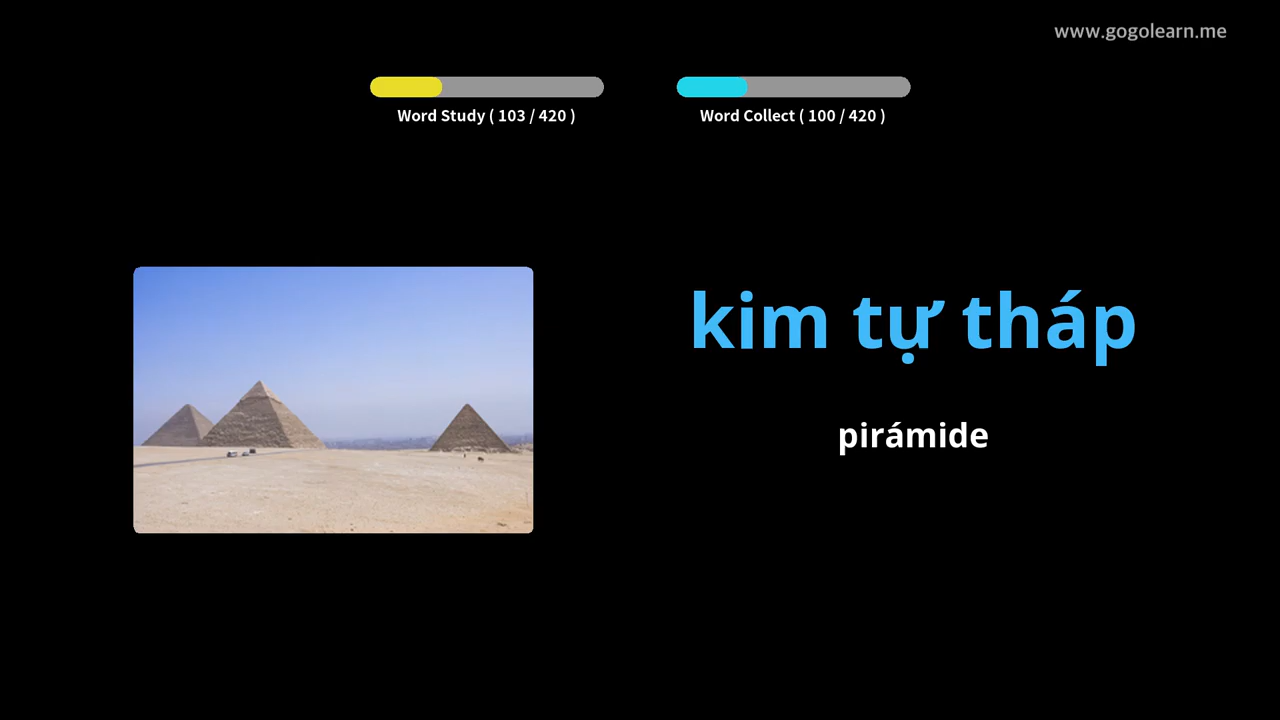 www.gogolearn.me
Word Study ( 103 / 420 )
Word Collect ( 100 / 420 )
kim tự tháp
pirámide